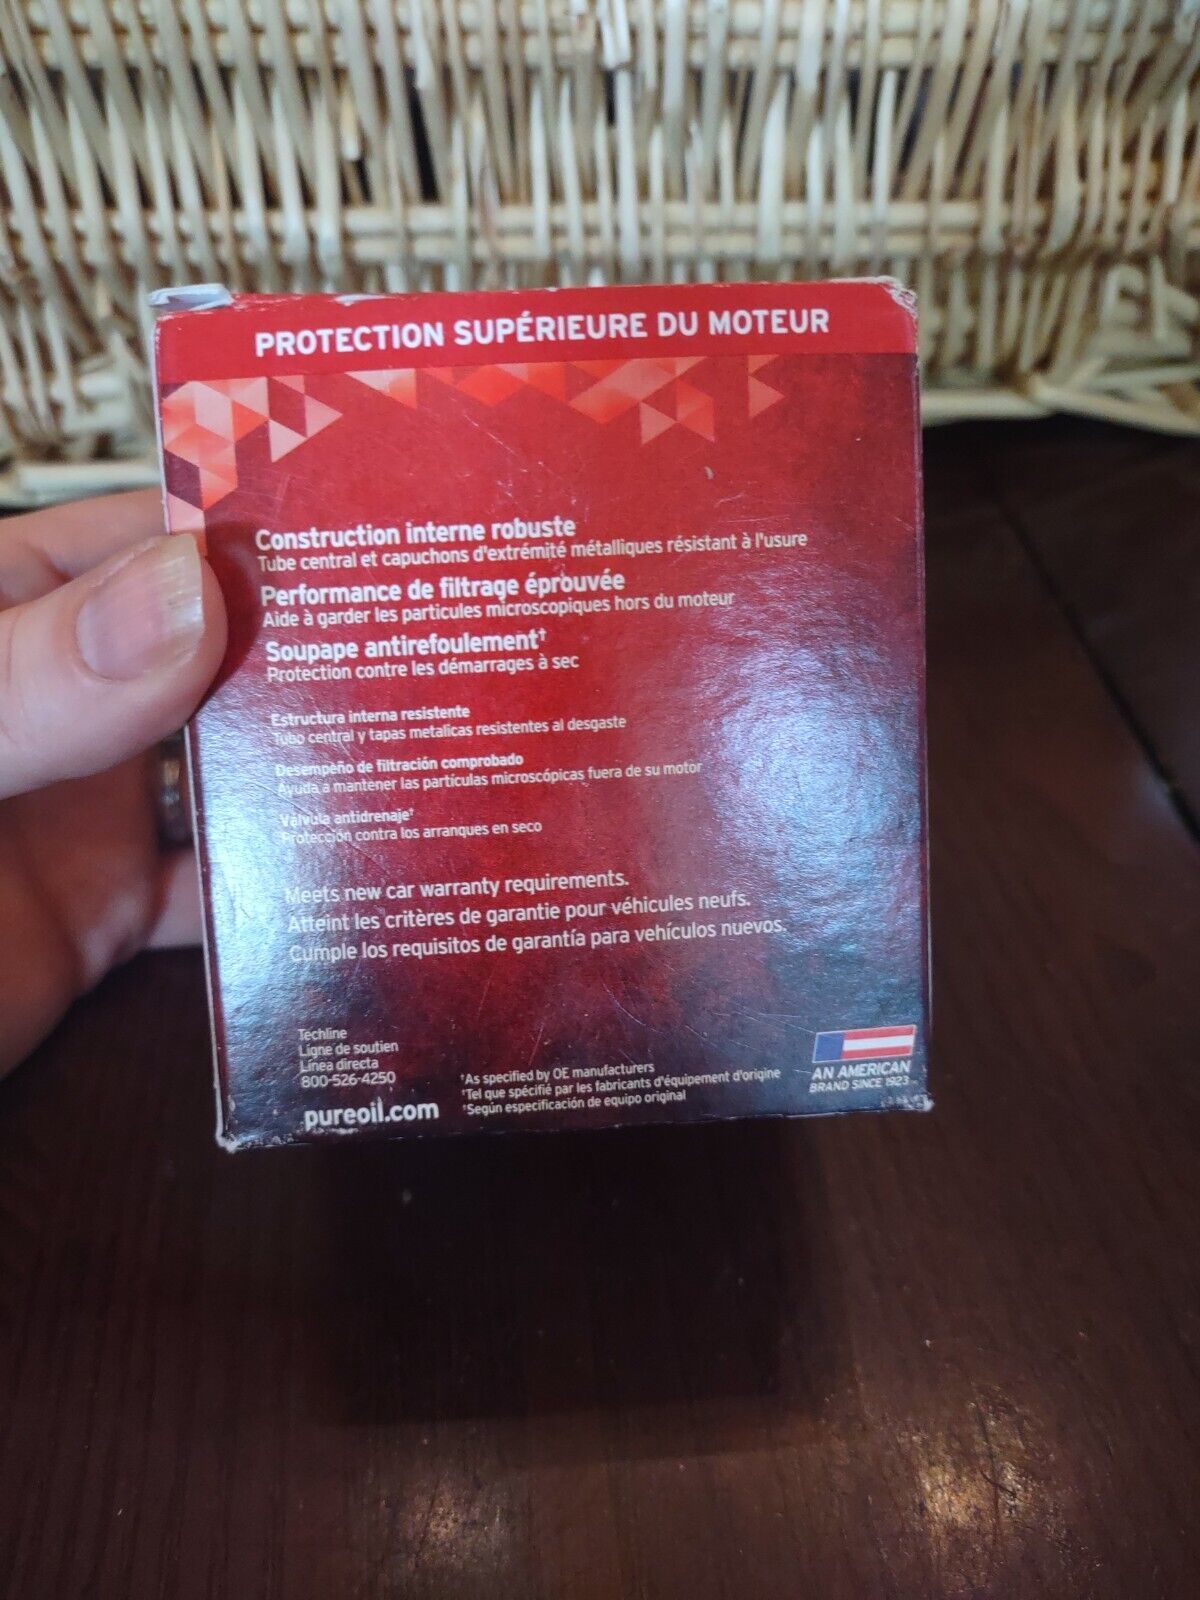 PROTECTION SUPÉRIEURE DU MOTEUR
Construction interne robuste
Tube central et capuchons d'extrémité métalliques résistant à l'usure
Performance de filtrage éprouvée
Aide à garder les particules microscopiques hors du moteur
Soupape antirefoulement†
Protection contre les démarrages à sec
Estructura interna resistente
Tubo central y tapas metalicas resistentes al desgaste
Desempeño de filtración comprobado
Ayuda a mantener las partículas microscópicas fuera de su motor
Válvula antidrenaje†
Protección contra los arranques en seco
Meets new car warranty requirements.
Atteint les critères de garantie pour véhicules neufs.
Cumple los requisitos de garantía para vehículos nuevos.
Techline
Ligne de soutien
Línea directa
800-526-4250
pureoil.com
†As specified by OE manufacturers
†Tel que spécifié par les fabricants d'équipement d'origine
†Según especificación de equipo original
AN AMERICAN
BRAND SINCE 1923